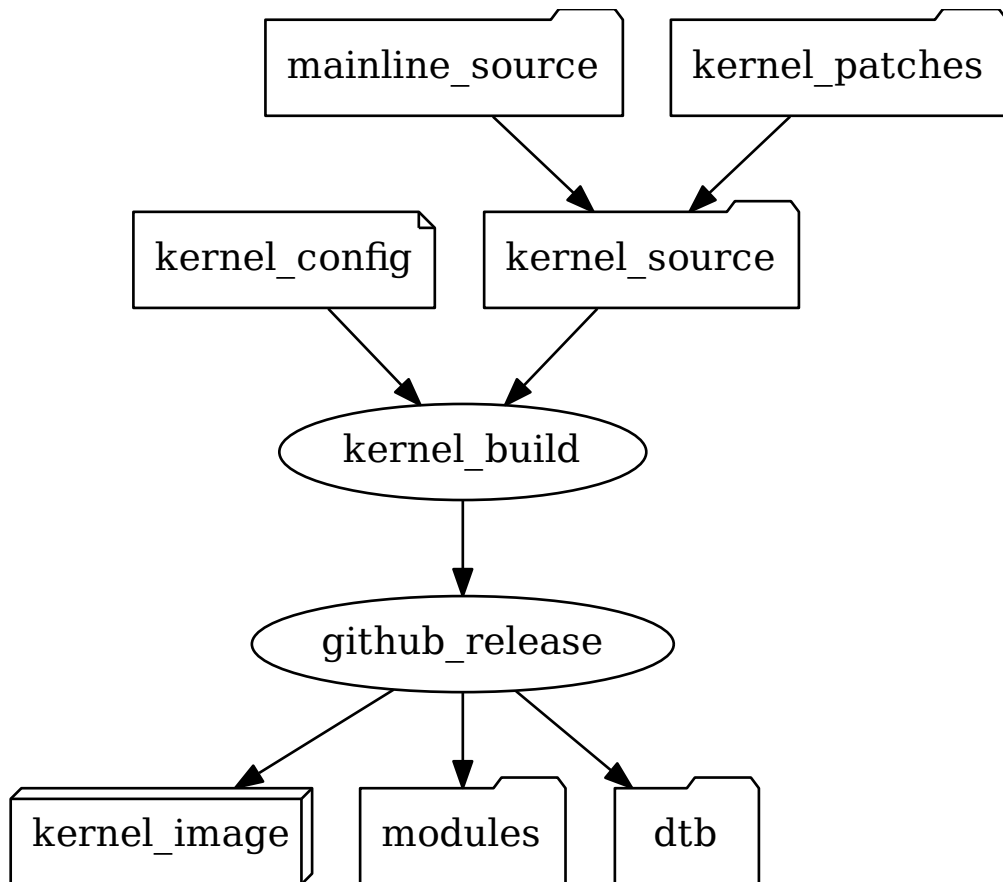 mainline_source
kernel_patches
kernel_config
kernel_source
kernel_build
github_release
kernel_image
modules
dtb